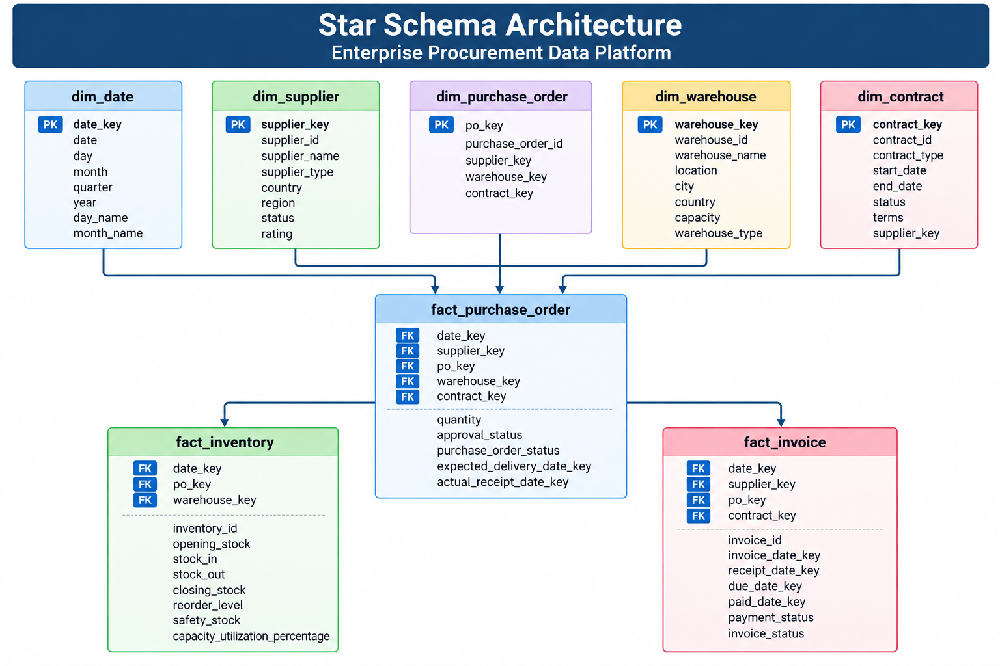 Star Schema Architecture
Enterprise Procurement Data Platform
dim_date
PK date_key
date
day
month
quarter
year
day_name
month_name
dim_supplier
PK supplier_key
supplier_id
supplier_name
supplier_type
country
region
status
rating
dim_purchase_order
PK po_key
purchase_order_id
supplier_key
warehouse_key
contract_key
dim_warehouse
PK warehouse_key
warehouse_id
warehouse_name
location
city
country
capacity
warehouse_type
dim_contract
PK contract_key
contract_id
contract_type
start_date
end_date
status
terms
supplier_key
fact_purchase_order
FK date_key
FK supplier_key
FK po_key
FK warehouse_key
FK contract_key
quantity
approval_status
purchase_order_status
expected_delivery_date_key
actual_receipt_date_key
fact_inventory
FK date_key
FK po_key
FK warehouse_key
inventory_id
opening_stock
stock_in
stock_out
closing_stock
reorder_level
safety_stock
capacity_utilization_percentage
fact_invoice
FK date_key
FK supplier_key
FK po_key
FK contract_key
invoice_id
invoice_date_key
receipt_date_key
due_date_key
paid_date_key
payment_status
invoice_status